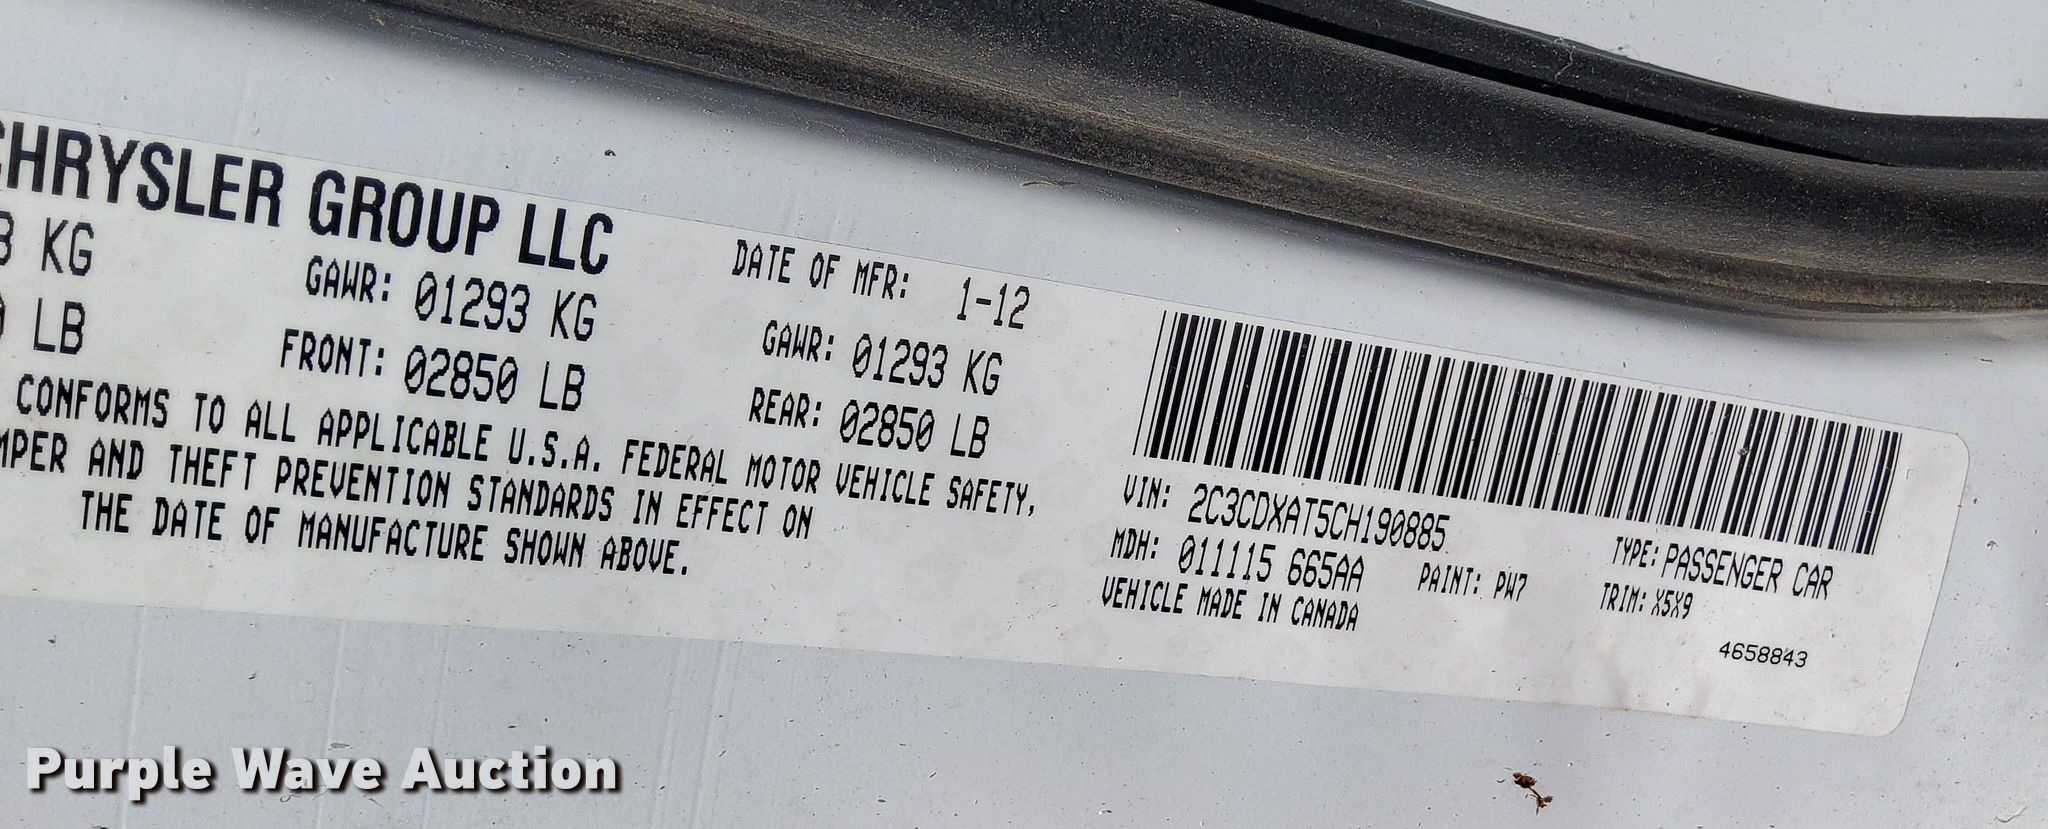 CHRYSLER GROUP LLC
KG GAWR: 01293 KG DATE OF MFR: 1-12
LB FRONT: 02850 LB GAWR: 01293 KG
REAR: 02850 LB
CONFORMS TO ALL APPLICABLE U.S.A. FEDERAL MOTOR VEHICLE SAFETY,
MPER AND THEFT PREVENTION STANDARDS IN EFFECT ON
THE DATE OF MANUFACTURE SHOWN ABOVE.
VIN: 2C3CDXAT5CH190885 TYPE: PASSENGER CAR
MDH: 011115 665AA PAINT: PW7 TRIM: X5X9
VEHICLE MADE IN CANADA
4658843
Purple Wave Auction